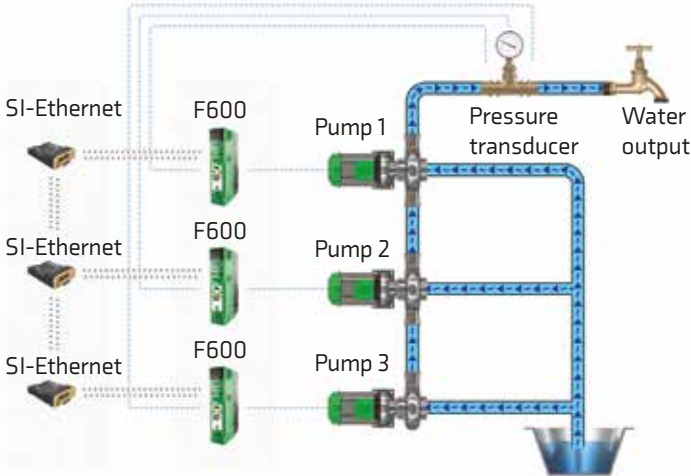 SI-Ethernet
F600
Pump 1
Pressure
transducer
Water
output
SI-Ethernet
F600
Pump 2
SI-Ethernet
F600
Pump 3